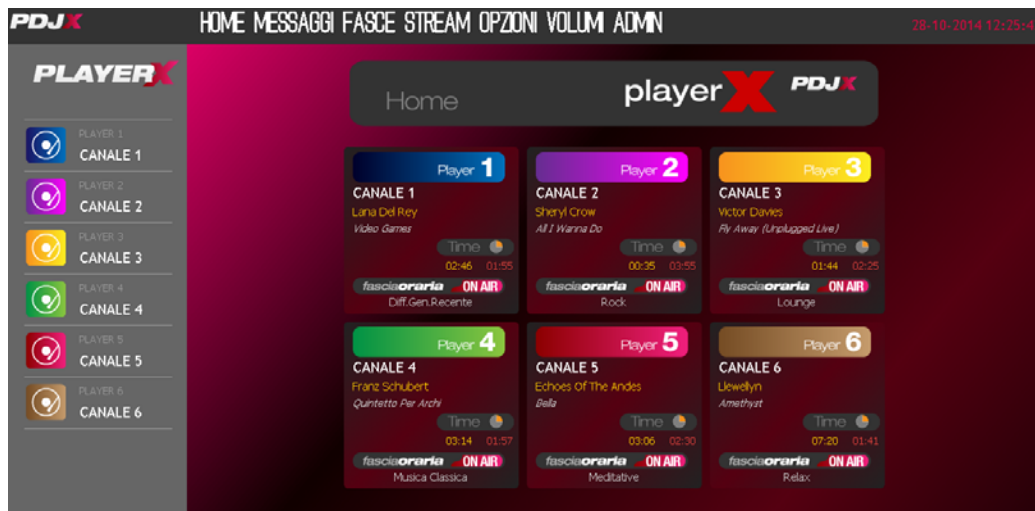 PDJX HOME MESSAGGI FASCE STREAM OPZIONI VOLUMI ADMIN 28-10-2014 12:25:4
PLAYERX
PLAYER 1
CANALE 1
PLAYER 2
CANALE 2
PLAYER 3
CANALE 3
PLAYER 4
CANALE 4
PLAYER 5
CANALE 5
PLAYER 6
CANALE 6
Home playerX PDJX
Player 1
CANALE 1
Lana Del Rey
Video Games
Time
02:46 01:55
fasciaoraria ON AIR
Diff.Gen.Recente
Player 2
CANALE 2
Sheryl Crow
All I Wanna Do
Time
00:35 03:55
fasciaoraria ON AIR
Rock
Player 3
CANALE 3
Victor Davies
Fly Away (Unplugged Live)
Time
01:44 02:25
fasciaoraria ON AIR
Lounge
Player 4
CANALE 4
Franz Schubert
Quintetto Per Archi
Time
03:14 01:57
fasciaoraria ON AIR
Musica Classica
Player 5
CANALE 5
Echoes Of The Andes
Bella
Time
03:06 02:30
fasciaoraria ON AIR
Meditative
Player 6
CANALE 6
Llewellyn
Amethyst
Time
07:20 01:41
fasciaoraria ON AIR
Relax